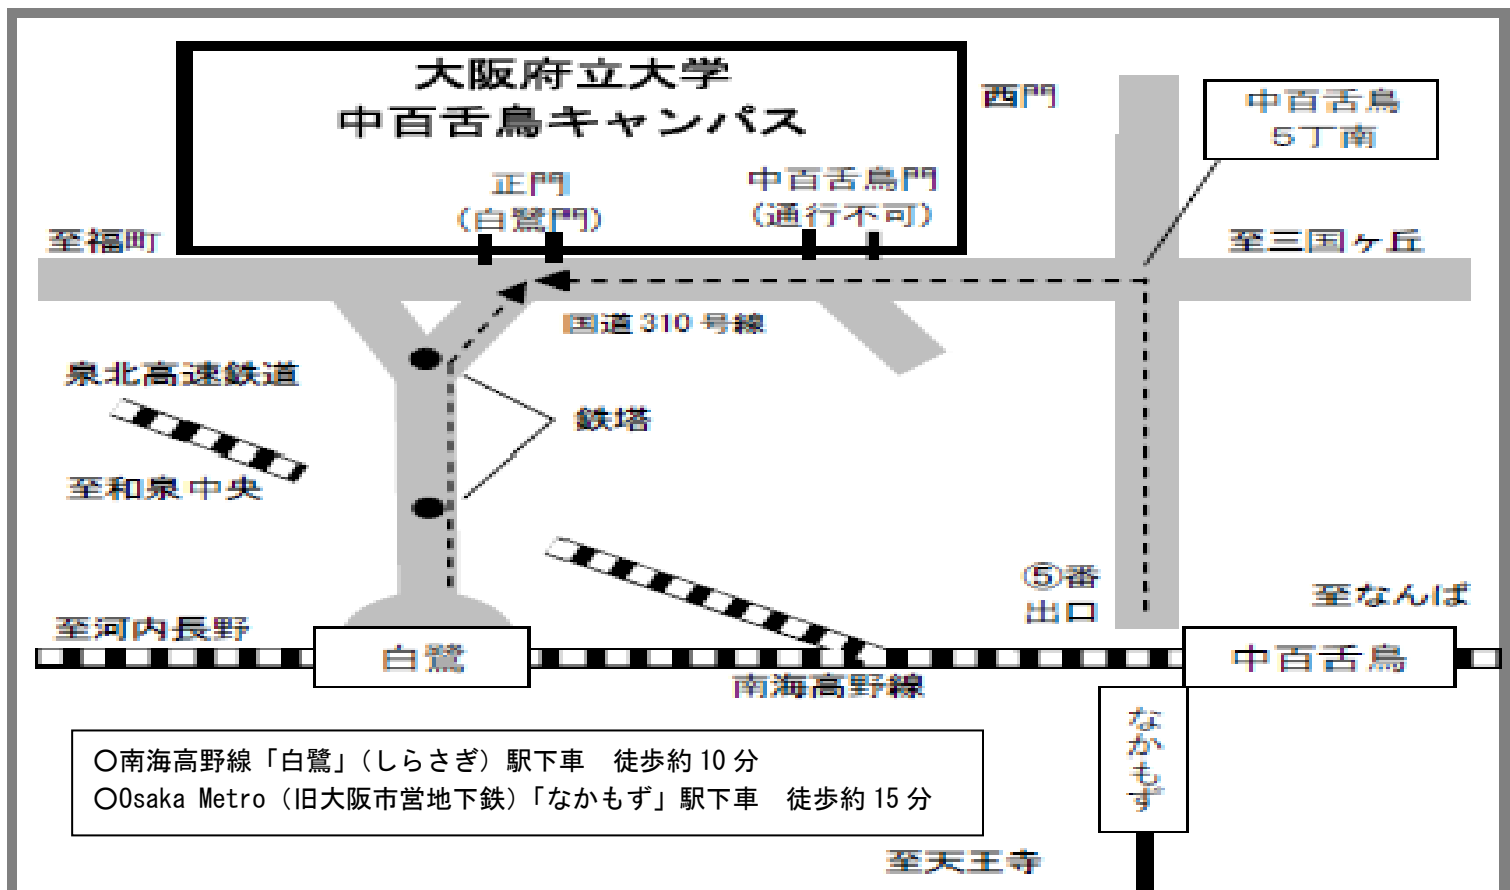 大阪府立大学
中百舌鳥キャンパス
西門
中百舌鳥
5丁南
正門
(白鷺門)
中百舌鳥門
(通行不可)
至福町
至三国ヶ丘
国道310号線
泉北高速鉄道
鉄塔
至和泉中央
⑤番
出口
至なんば
至河内長野
白鷺
中百舌鳥
南海高野線
なかもず
○南海高野線「白鷺」(しらさぎ)駅下車 徒歩約10分
○Osaka Metro(旧大阪市営地下鉄)「なかもず」駅下車 徒歩約15分
至天王寺